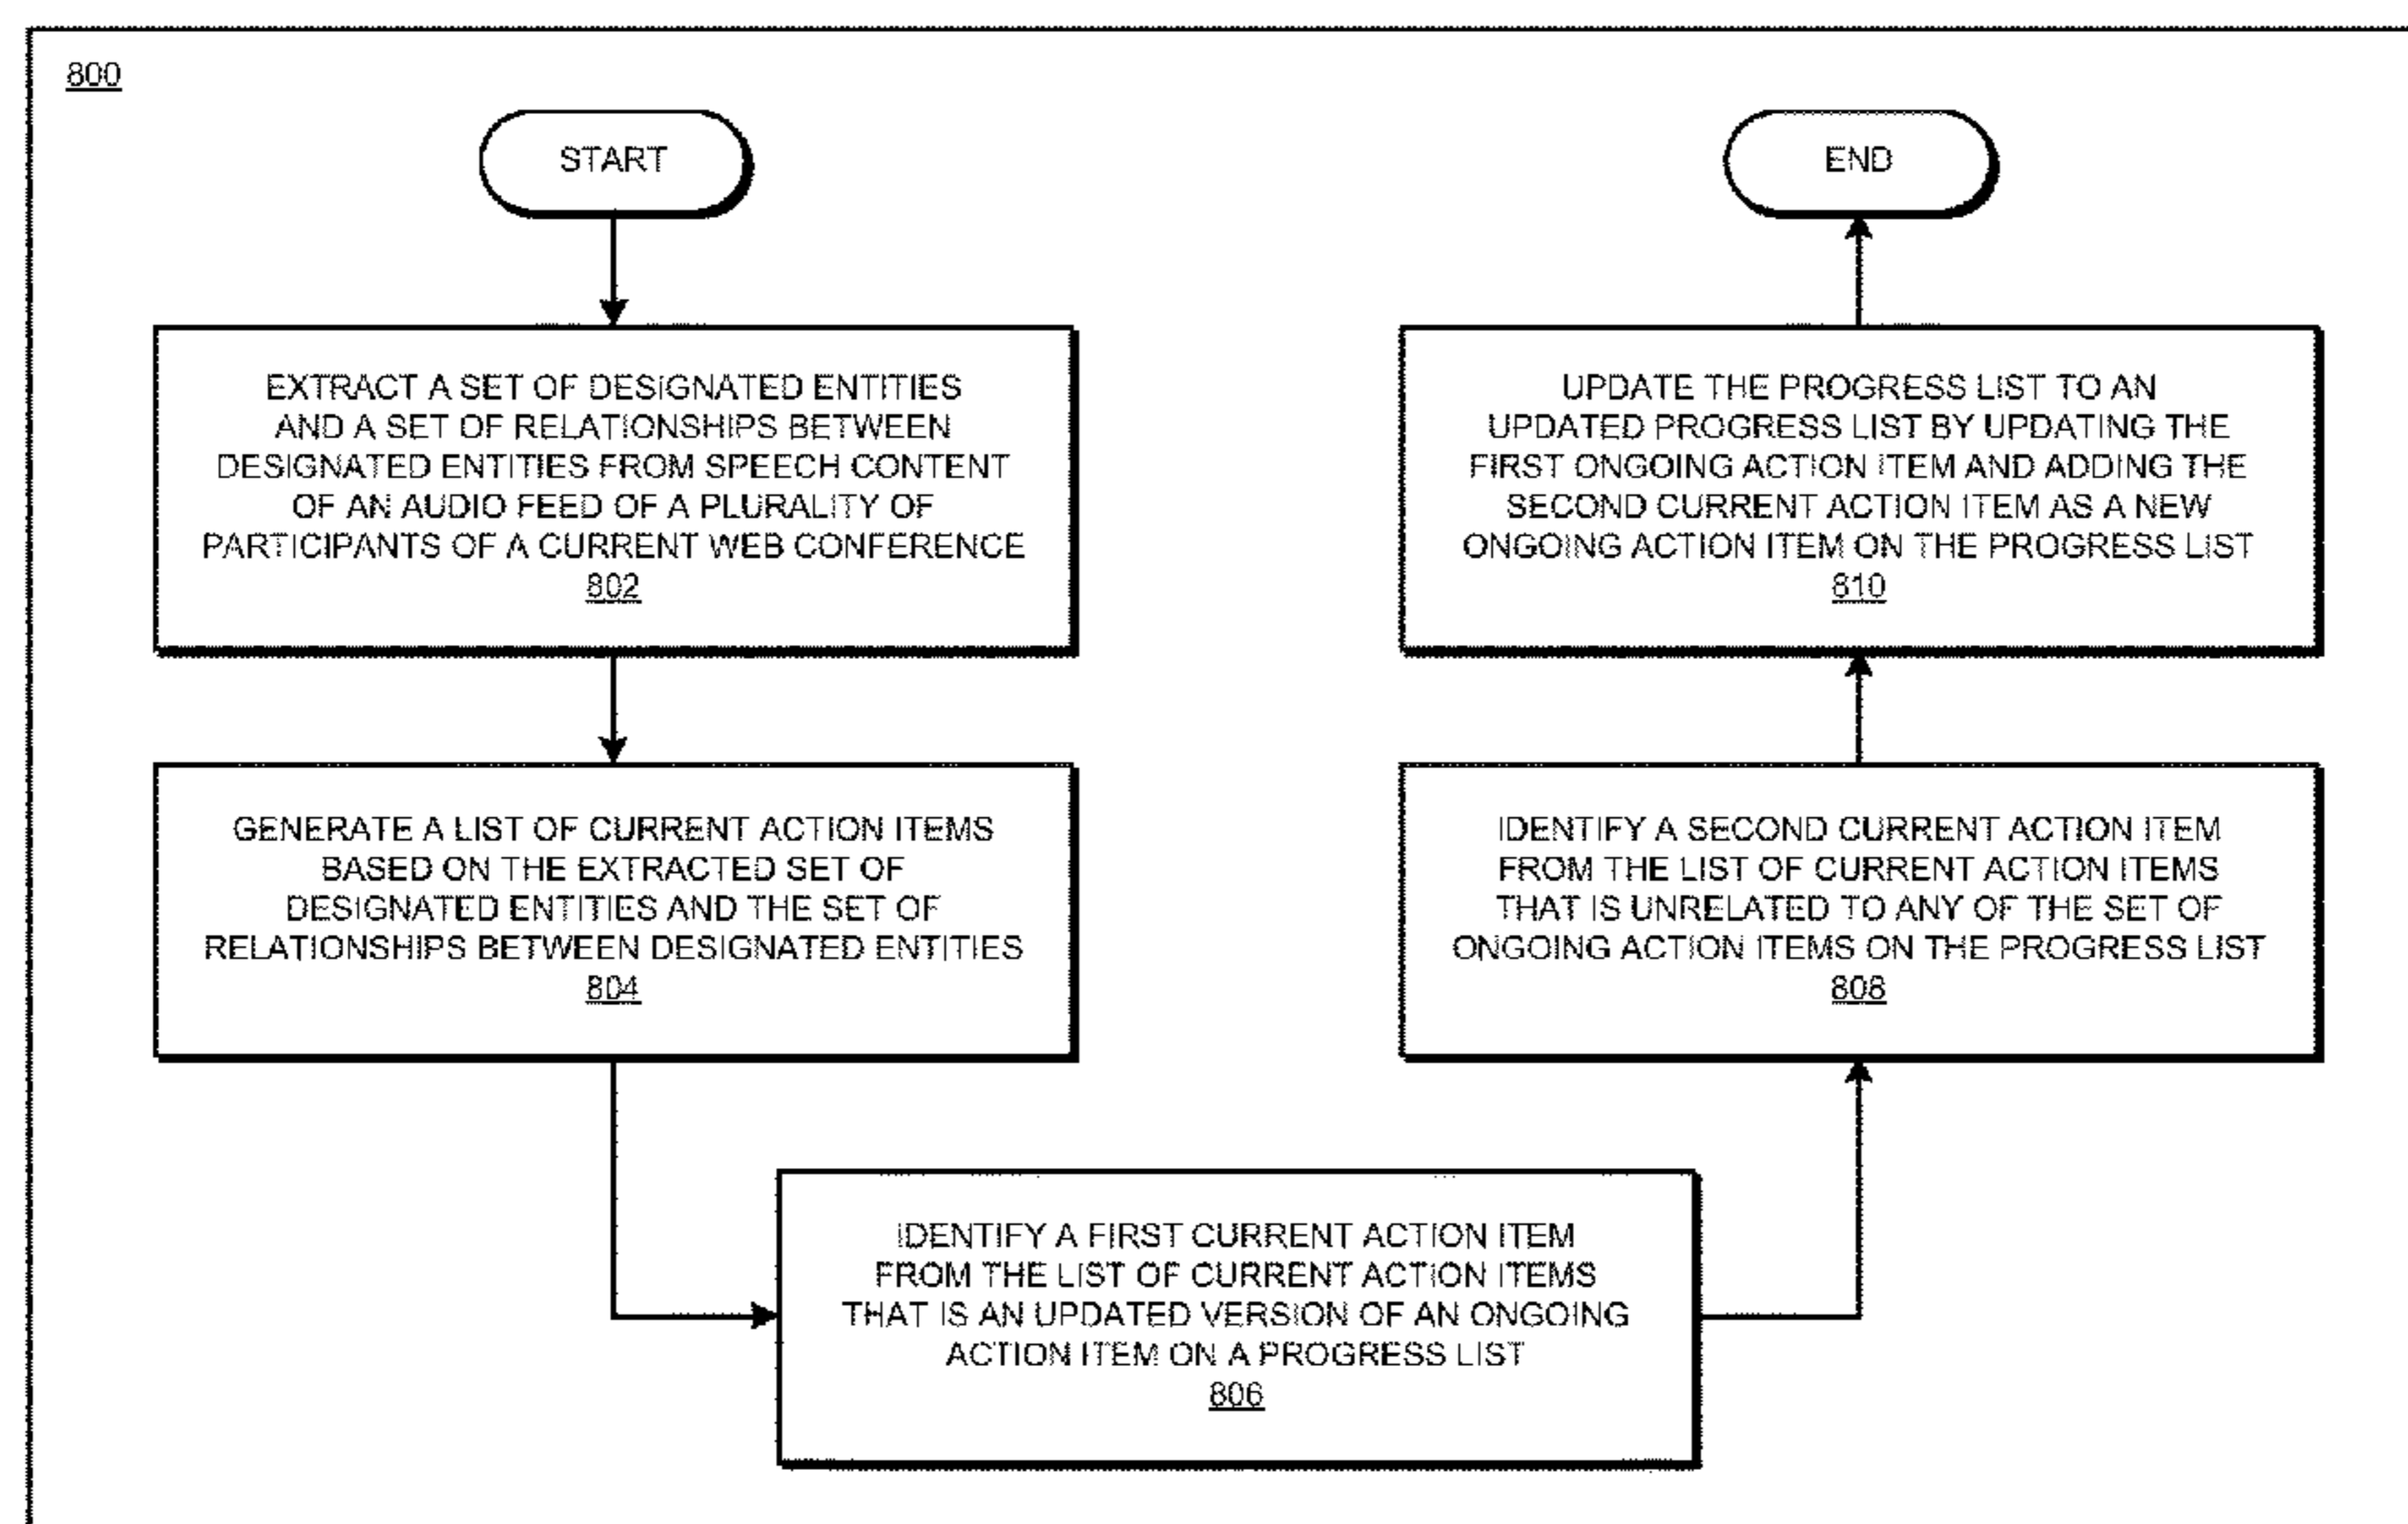 800
START
EXTRACT A SET OF DESIGNATED ENTITIES
AND A SET OF RELATIONSHIPS BETWEEN
DESIGNATED ENTITIES FROM SPEECH CONTENT
OF AN AUDIO FEED OF A PLURALITY OF
PARTICIPANTS OF A CURRENT WEB CONFERENCE
802
GENERATE A LIST OF CURRENT ACTION ITEMS
BASED ON THE EXTRACTED SET OF
DESIGNATED ENTITIES AND THE SET OF
RELATIONSHIPS BETWEEN DESIGNATED ENTITIES
804
IDENTIFY A FIRST CURRENT ACTION ITEM
FROM THE LIST OF CURRENT ACTION ITEMS
THAT IS AN UPDATED VERSION OF AN ONGOING
ACTION ITEM ON A PROGRESS LIST
806
IDENTIFY A SECOND CURRENT ACTION ITEM
FROM THE LIST OF CURRENT ACTION ITEMS
THAT IS UNRELATED TO ANY OF THE SET OF
ONGOING ACTION ITEMS ON THE PROGRESS LIST
808
UPDATE THE PROGRESS LIST TO AN
UPDATED PROGRESS LIST BY UPDATING THE
FIRST ONGOING ACTION ITEM AND ADDING THE
SECOND CURRENT ACTION ITEM AS A NEW
ONGOING ACTION ITEM ON THE PROGRESS LIST
810
END